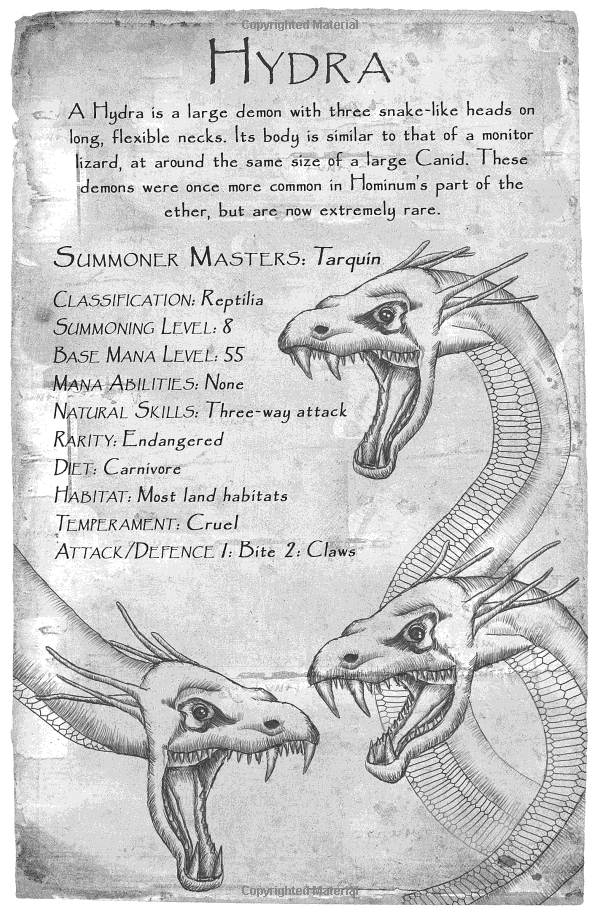 Copyrighted Material
HYDRA
A Hydra is a large demon with three snake-like heads on
long, flexible necks. Its body is similar to that of a monitor
lizard, at around the same size of a large Canid. These
demons were once more common in Hominum's part of the
ether, but are now extremely rare.
SUMMONER MASTERS: Tarquin
CLASSIFICATION: Reptilia
SUMMONING LEVEL: 8
BASE MANA LEVEL: 55
MANA ABILITIES: None
NATURAL SKILLS: Three-way attack
RARITY: Endangered
DIET: Carnivore
HABITAT: Most land habitats
TEMPERAMENT: Cruel
ATTACK/DEFENCE 1: Bite 2: Claws
Copyrighted Material